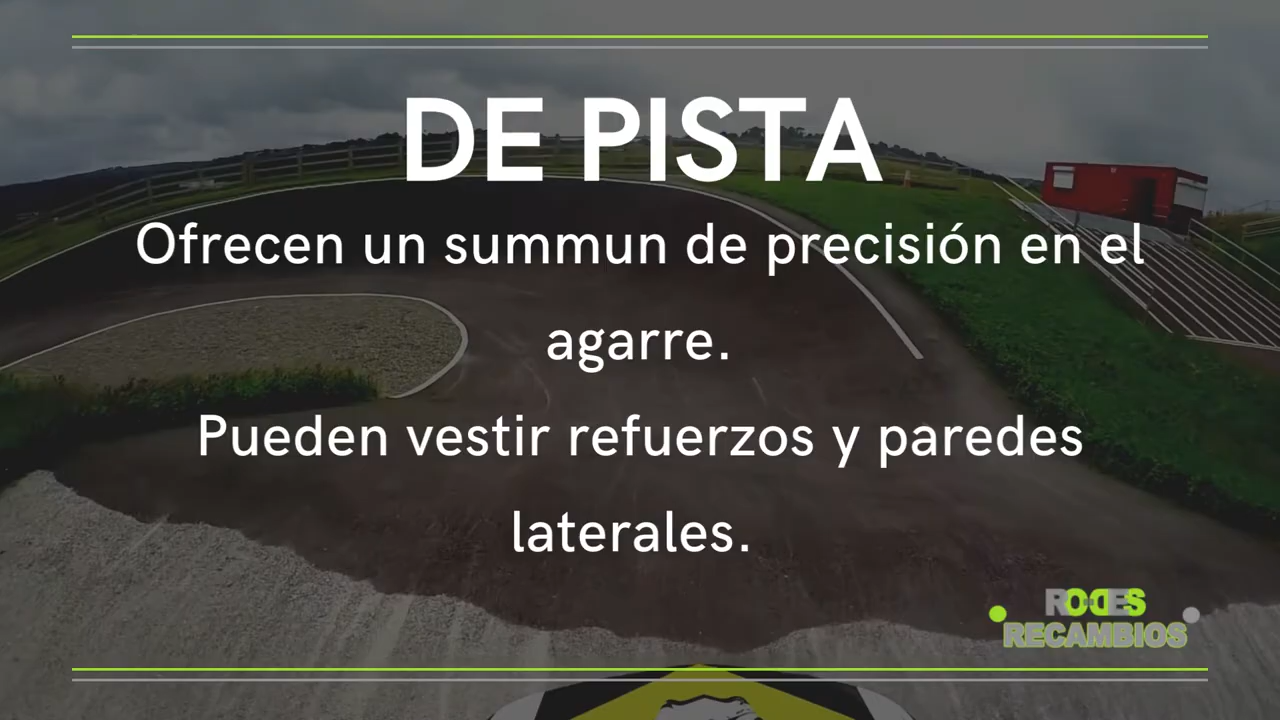 DE PISTA
Ofrecen un summun de precisión en el
agarre.
Pueden vestir refuerzos y paredes
laterales.
RODES
RECAMBIOS